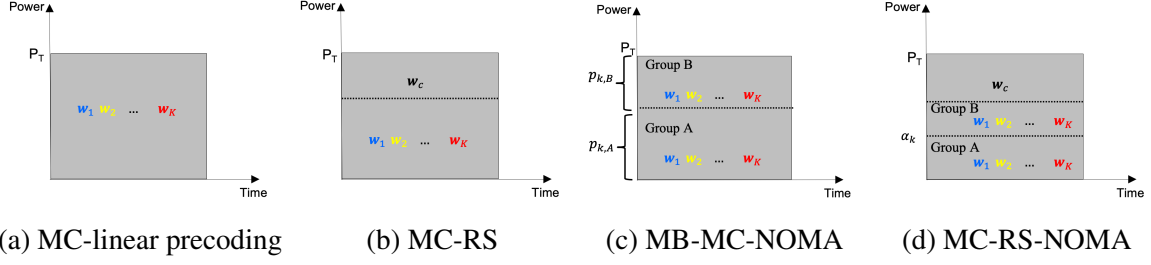 Power
P_T
w_1 w_2 ... w_K
Time
(a) MC-linear precoding
Power
P_T
w_c
w_1 w_2 ... w_K
Time
(b) MC-RS
Power
P_T
p_{k,B}
Group B
w_1 w_2 ... w_K
p_{k,A}
Group A
w_1 w_2 ... w_K
Time
(c) MB-MC-NOMA
Power
P_T
w_c
Group B
w_1 w_2 ... w_K
α_k
Group A
w_1 w_2 ... w_K
Time
(d) MC-RS-NOMA